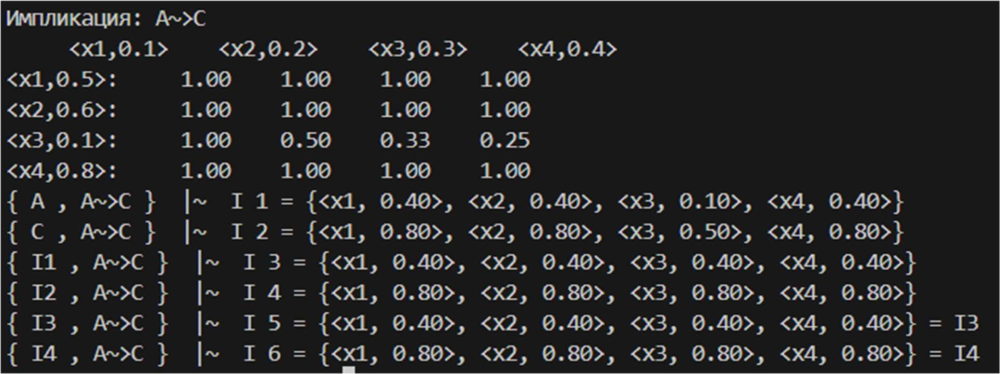 Импликация: A~>C
<x1,0.1> <x2,0.2> <x3,0.3> <x4,0.4>
<x1,0.5>: 1.00 1.00 1.00 1.00
<x2,0.6>: 1.00 1.00 1.00 1.00
<x3,0.1>: 1.00 0.50 0.33 0.25
<x4,0.8>: 1.00 1.00 1.00 1.00
{ A , A~>C } |~ I 1 = {<x1, 0.40>, <x2, 0.40>, <x3, 0.10>, <x4, 0.40>}
{ C , A~>C } |~ I 2 = {<x1, 0.80>, <x2, 0.80>, <x3, 0.50>, <x4, 0.80>}
{ I1 , A~>C } |~ I 3 = {<x1, 0.40>, <x2, 0.40>, <x3, 0.40>, <x4, 0.40>}
{ I2 , A~>C } |~ I 4 = {<x1, 0.80>, <x2, 0.80>, <x3, 0.80>, <x4, 0.80>}
{ I3 , A~>C } |~ I 5 = {<x1, 0.40>, <x2, 0.40>, <x3, 0.40>, <x4, 0.40>} = I3
{ I4 , A~>C } |~ I 6 = {<x1, 0.80>, <x2, 0.80>, <x3, 0.80>, <x4, 0.80>} = I4